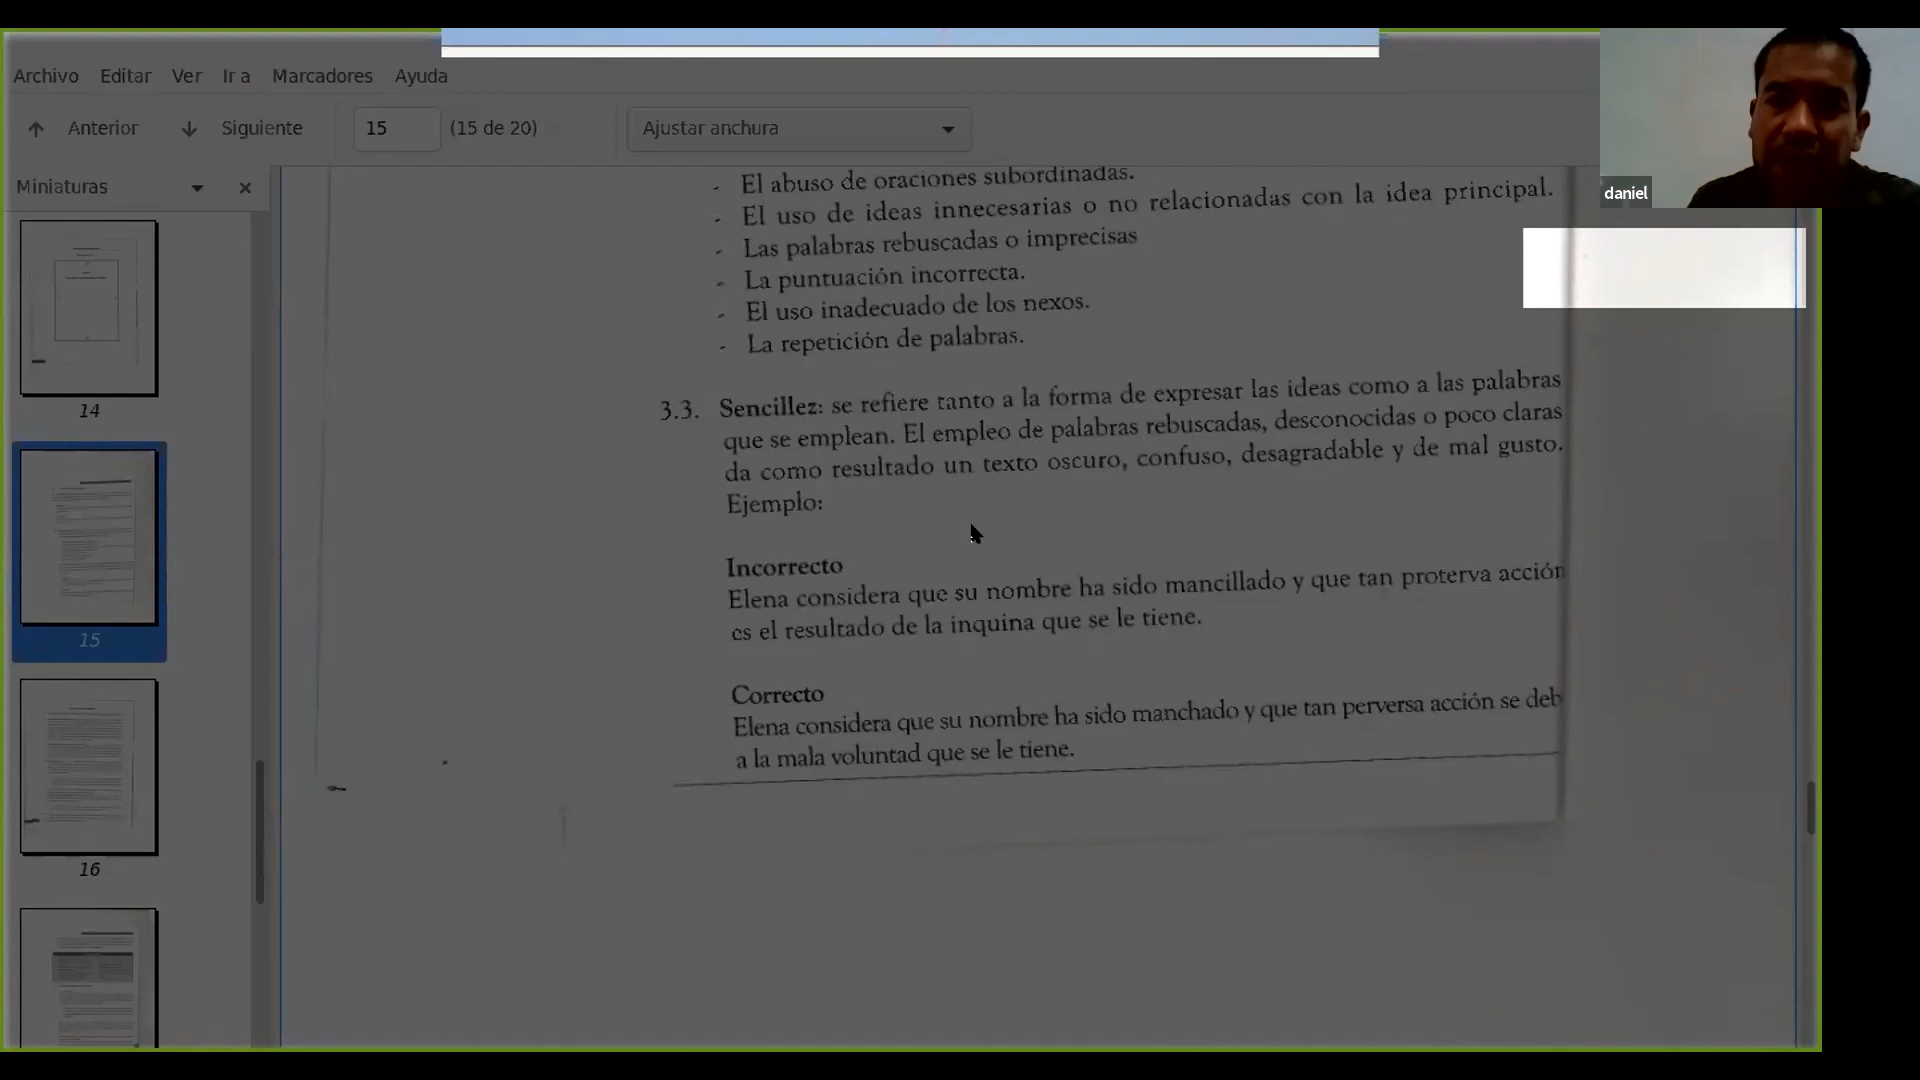 daniel
Archivo Editar Ver Ir a Marcadores Ayuda
Anterior Siguiente 15 (15 de 20) Ajustar anchura
Miniaturas
14
15
16
- El abuso de oraciones subordinadas.
- El uso de ideas innecesarias o no relacionadas con la idea principal.
- Las palabras rebuscadas o imprecisas
- La puntuación incorrecta.
- El uso inadecuado de los nexos.
- La repetición de palabras.
3.3. Sencillez: se refiere tanto a la forma de expresar las ideas como a las palabras
que se emplean. El empleo de palabras rebuscadas, desconocidas o poco claras
da como resultado un texto oscuro, confuso, desagradable y de mal gusto.
Ejemplo:
Incorrecto
Elena considera que su nombre ha sido mancillado y que tan proterva acción
es el resultado de la inquina que se le tiene.
Correcto
Elena considera que su nombre ha sido manchado y que tan perversa acción se deb
a la mala voluntad que se le tiene.